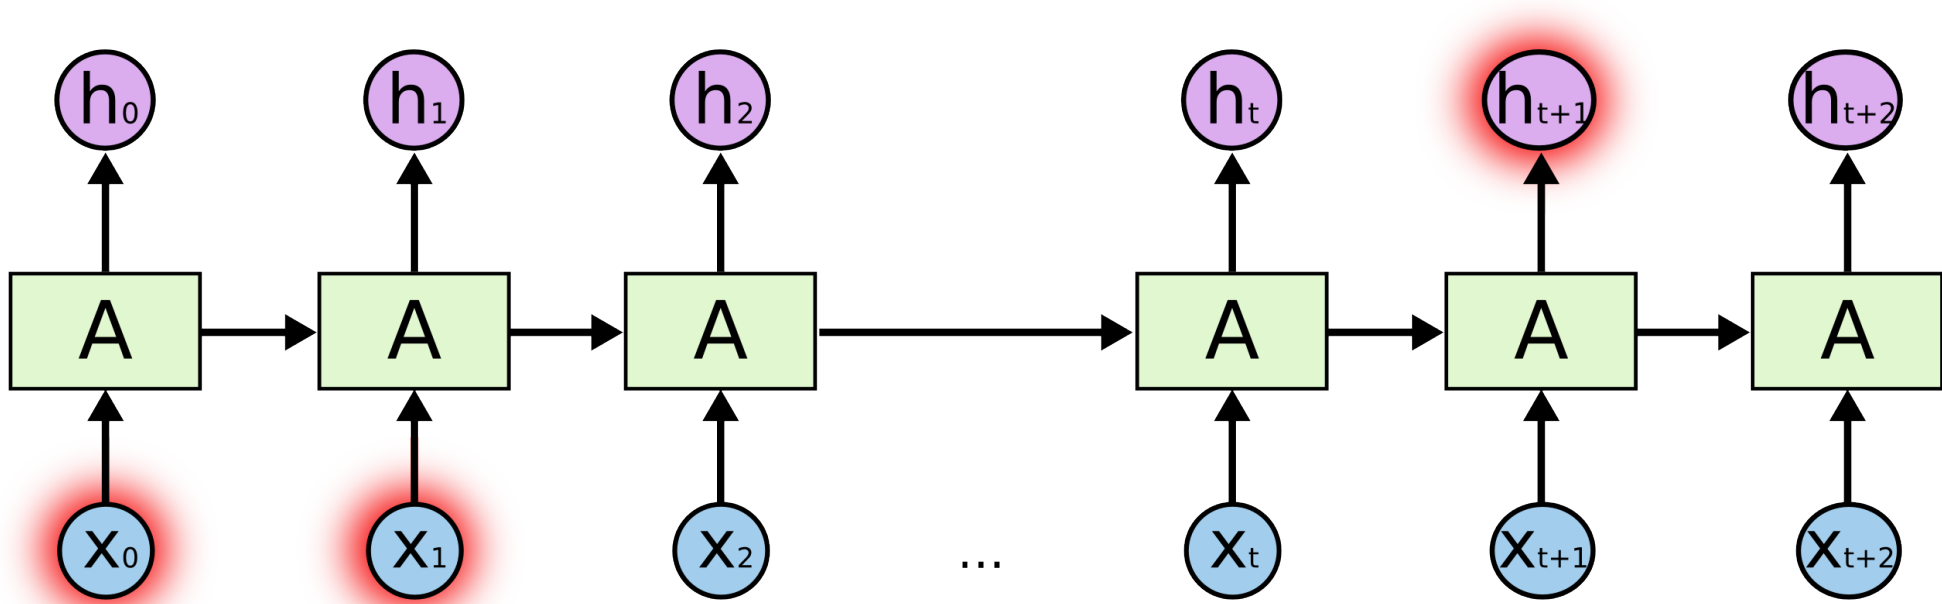 h₀ h₁ h₂ hₜ hₜ₊₁ hₜ₊₂
A A A A A A
x₀ x₁ x₂ ... xₜ xₜ₊₁ xₜ₊₂